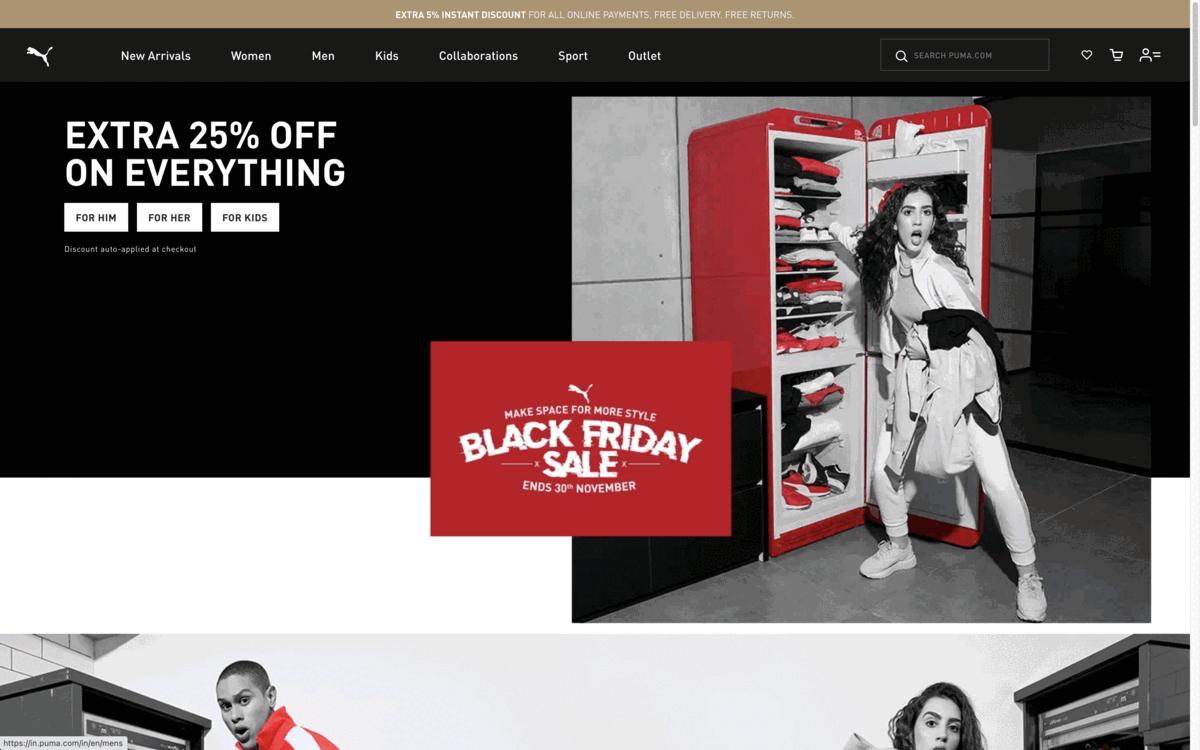 EXTRA 5% INSTANT DISCOUNT FOR ALL ONLINE PAYMENTS. FREE DELIVERY. FREE RETURNS.
New Arrivals Women Men Kids Collaborations Sport Outlet SEARCH PUMA.COM
EXTRA 25% OFF
ON EVERYTHING
FOR HIM FOR HER FOR KIDS
Discount auto-applied at checkout
MAKE SPACE FOR MORE STYLE
BLACK FRIDAY
x SALE x
ENDS 30th NOVEMBER
https://in.puma.com/in/en/mens